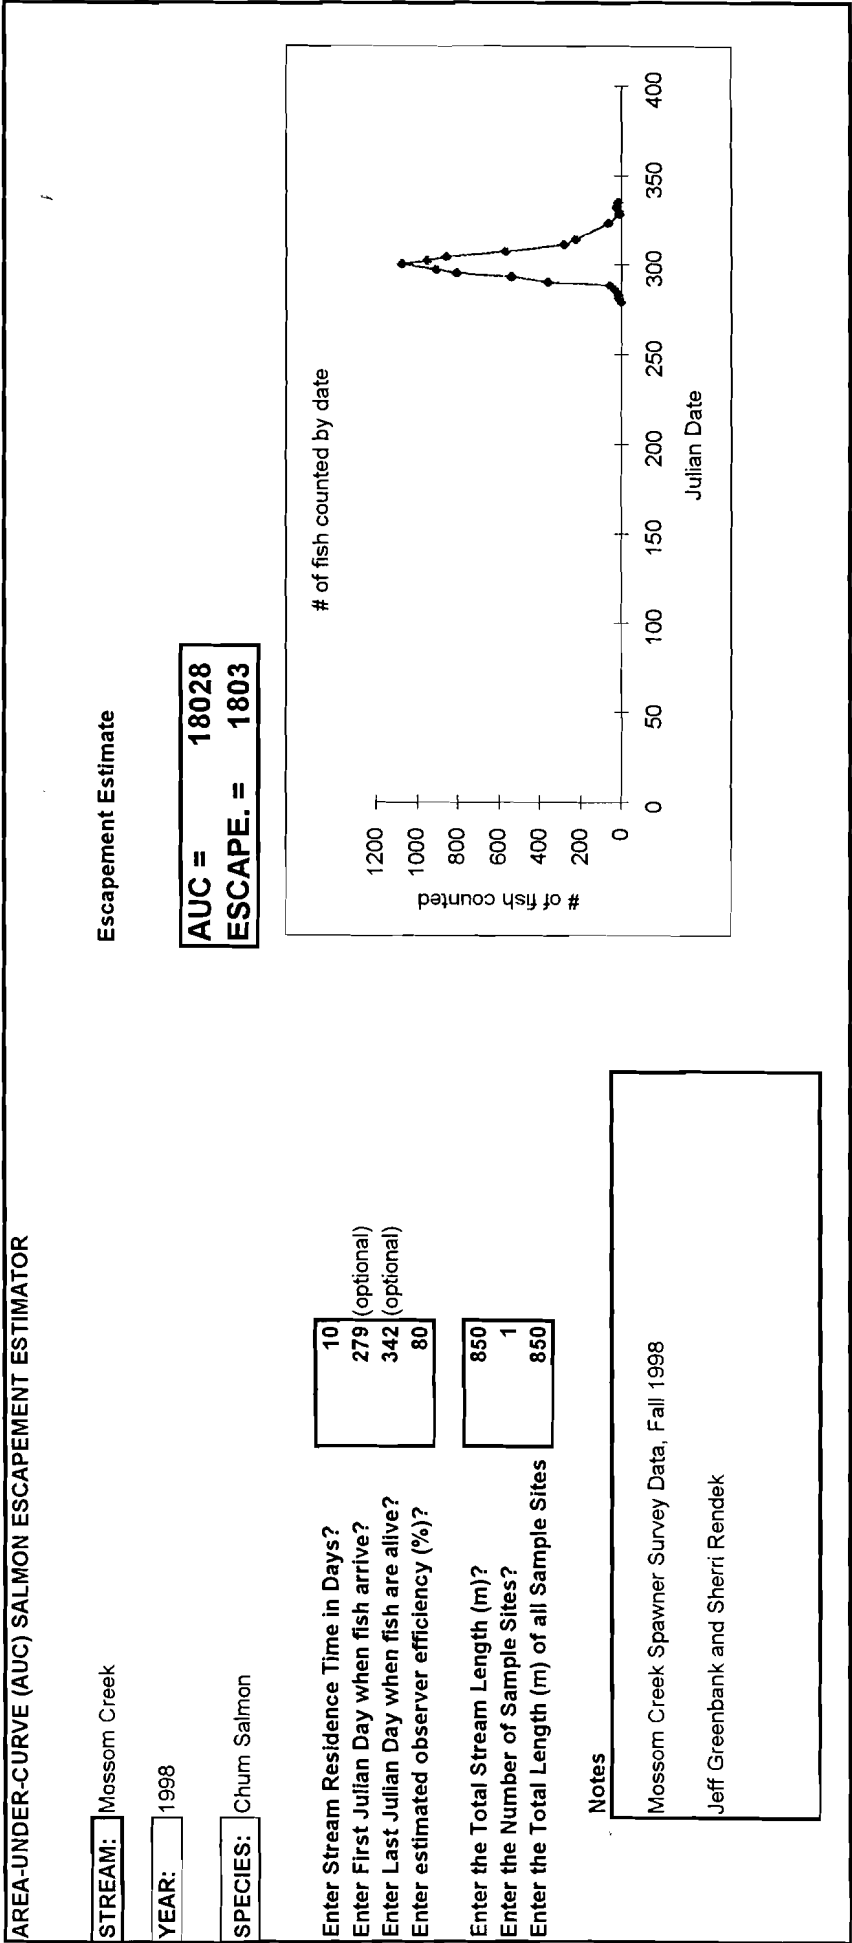 AREA-UNDER-CURVE (AUC) SALMON ESCAPEMENT ESTIMATOR
STREAM: Mossom Creek
YEAR: 1998
SPECIES: Chum Salmon
Enter Stream Residence Time in Days? 10
Enter First Julian Day when fish arrive? 279 (optional)
Enter Last Julian Day when fish are alive? 342 (optional)
Enter estimated observer efficiency (%)? 80
Enter the Total Stream Length (m)? 850
Enter the Number of Sample Sites? 1
Enter the Total Length (m) of all Sample Sites 850
Notes
Mossom Creek Spawner Survey Data, Fall 1998
Jeff Greenbank and Sherri Rendek
Escapement Estimate
AUC = 18028
ESCAPE. = 1803
# of fish counted by date
# of fish counted
1200
1000
800
600
400
200
0
0 50 100 150 200 250 300 350 400
Julian Date